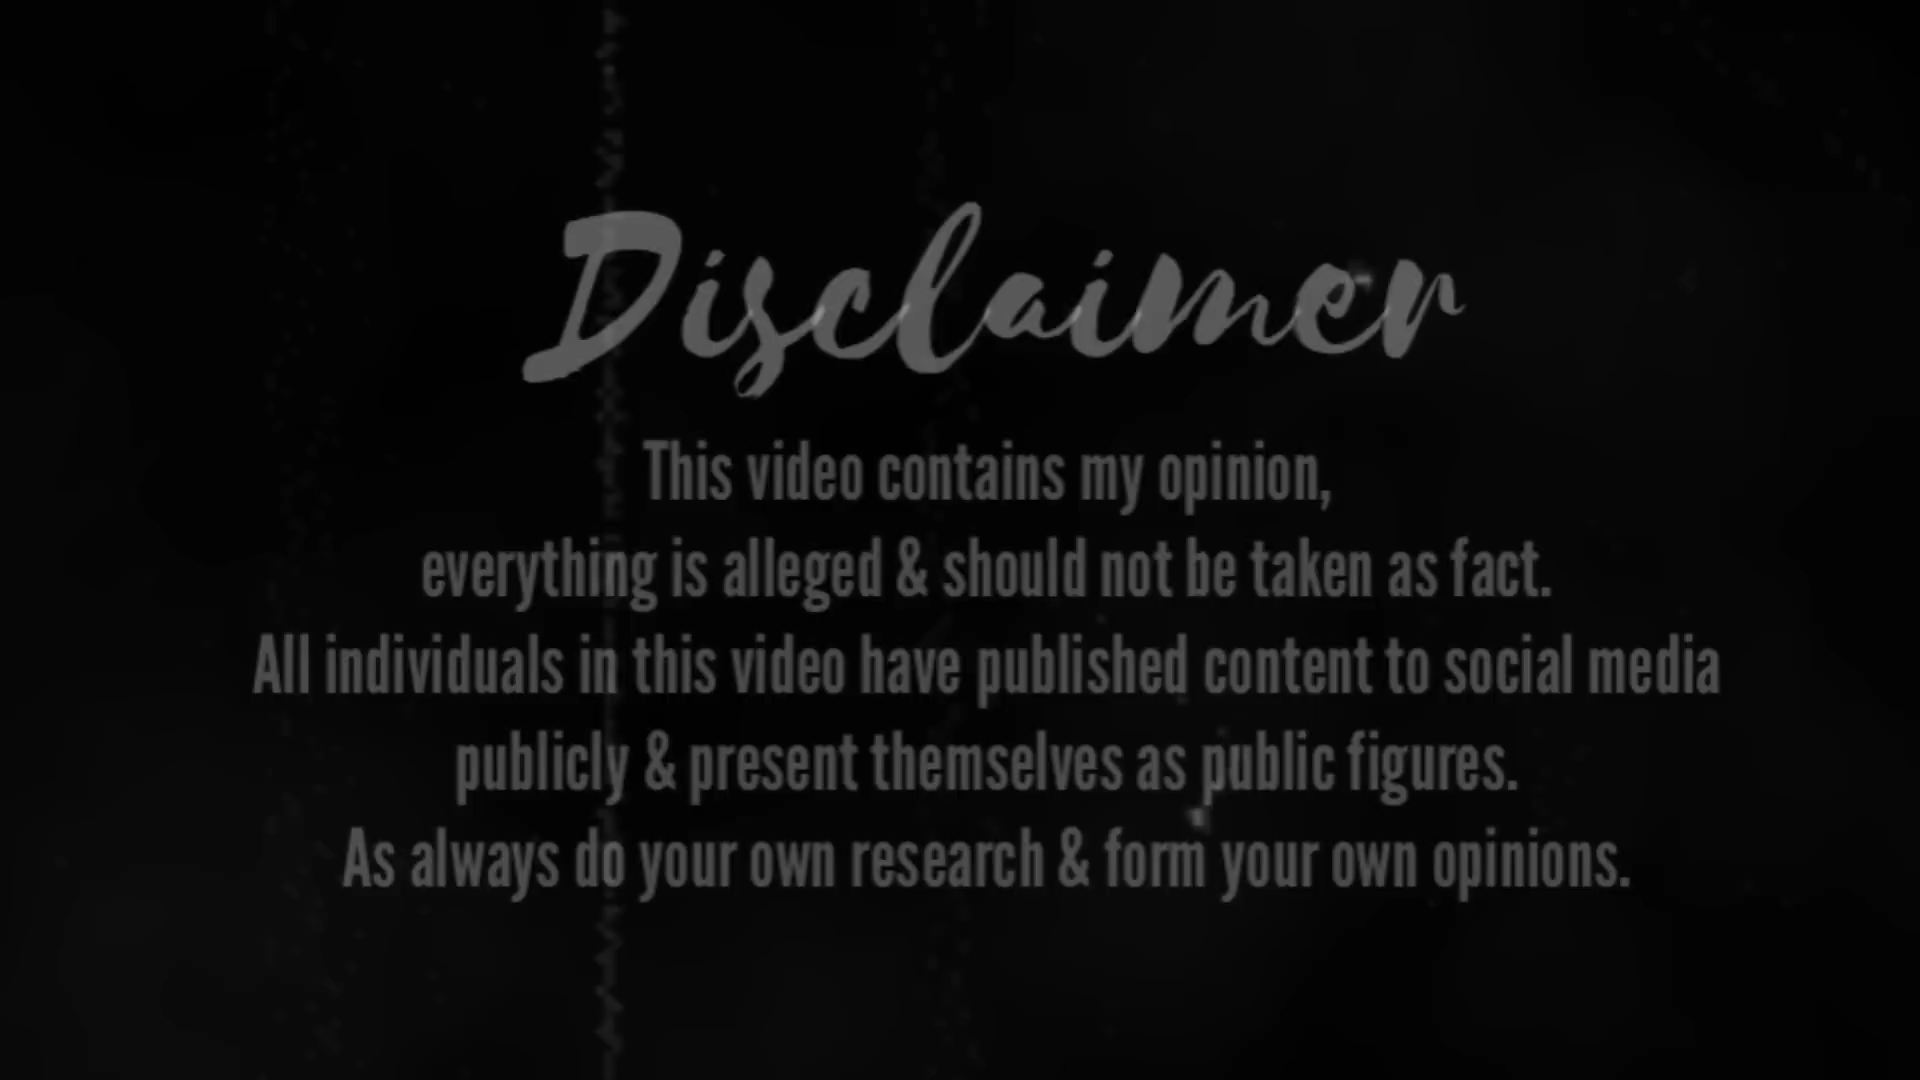 Disclaimer
This video contains my opinion,
everything is alleged & should not be taken as fact.
All individuals in this video have published content to social media
publicly & present themselves as public figures.
As always do your own research & form your own opinions.